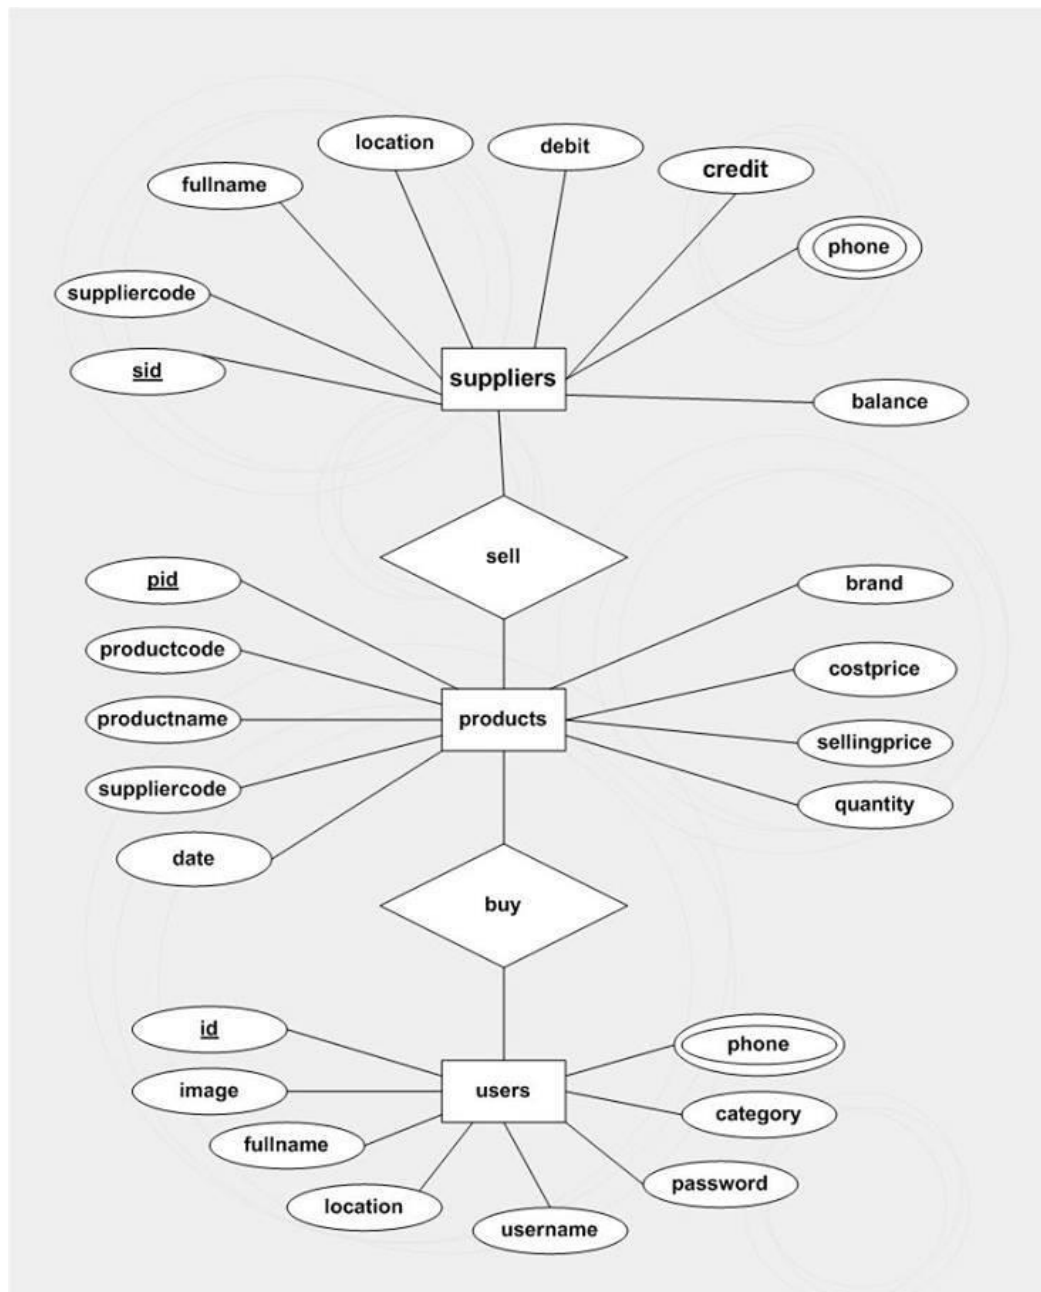 location
debit
credit
fullname
phone
suppliercode
sid
suppliers
balance
sell
pid
brand
productcode
costprice
productname
products
sellingprice
suppliercode
quantity
date
buy
id
phone
image
users
category
fullname
password
location
username